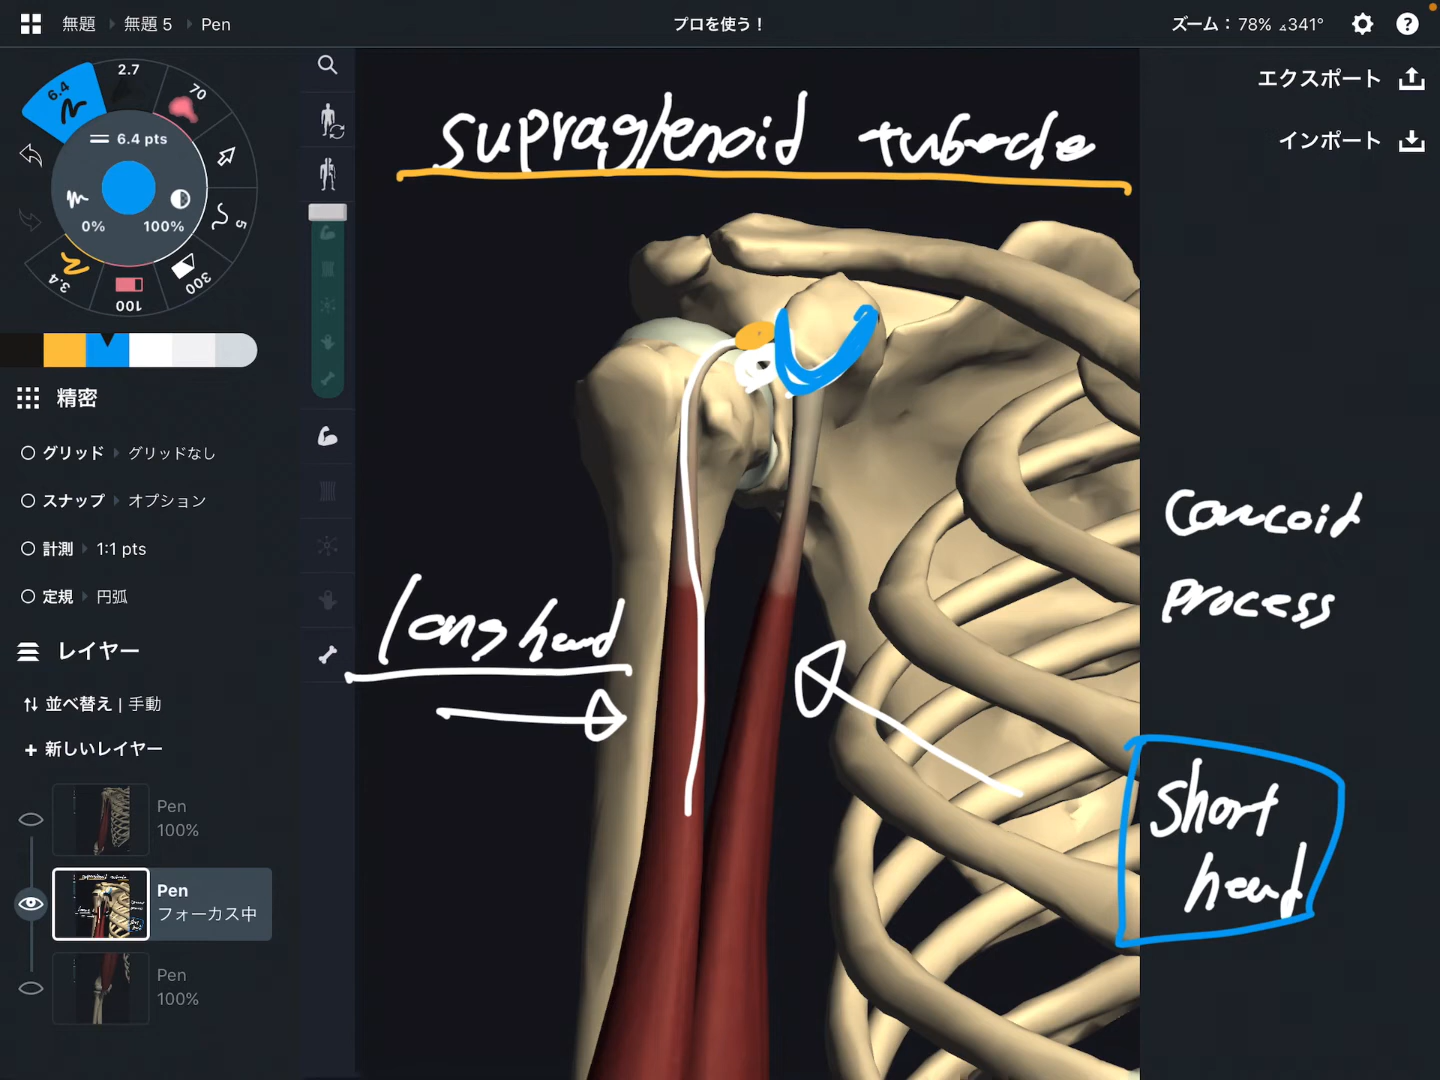 無題 無題 5 Pen
プロを使う！
ズーム： 78% 341°
エクスポート
インポート
6.4
2.7
70
5
300
100
3.4
6.4 pts
0% 100%
精密
グリッド グリッドなし
スナップ オプション
計測 1:1 pts
定規 円弧
レイヤー
並べ替え | 手動
+ 新しいレイヤー
Pen
100%
Pen
フォーカス中
Pen
100%
supraglenoid
long head
process
short
head